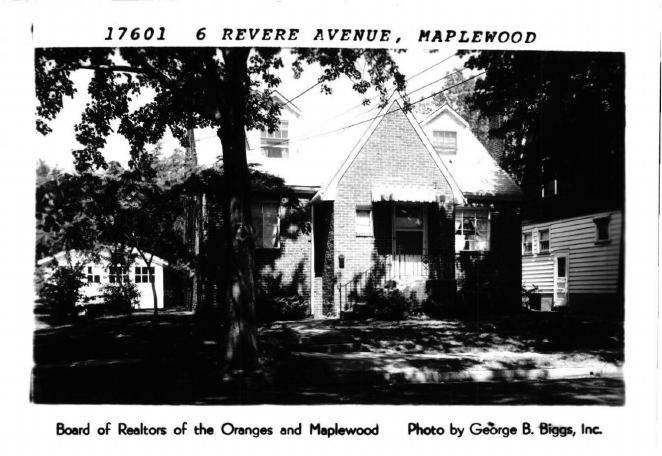 17601 6 REVERE AVENUE, MAPLEWOOD
Board of Realtors of the Oranges and Maplewood Photo by George B. Biggs, Inc.